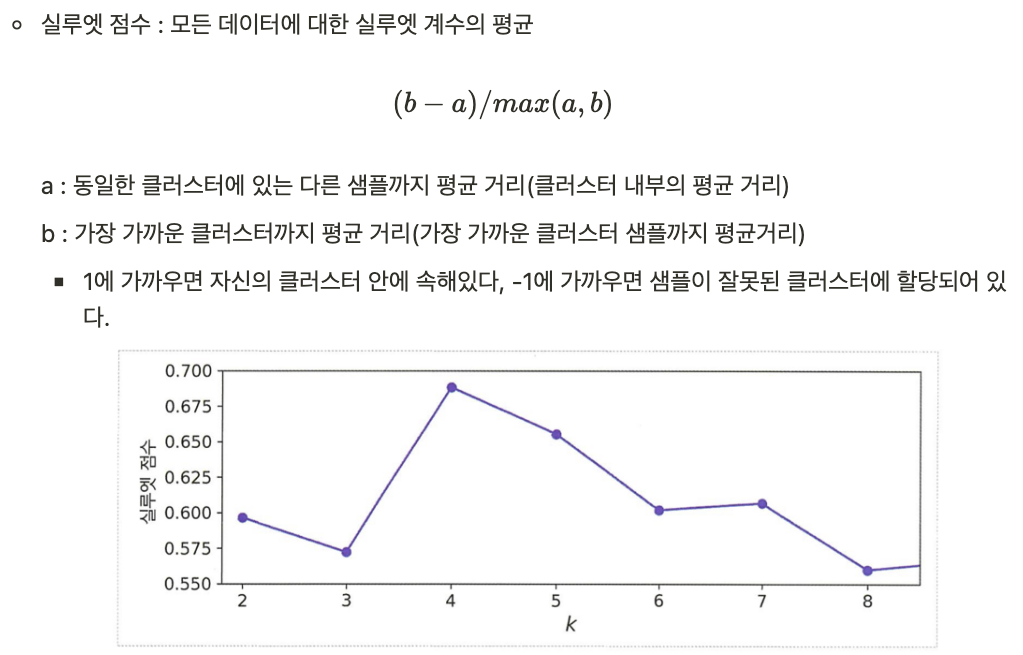 실루엣 점수 : 모든 데이터에 대한 실루엣 계수의 평균
(b − a)/max(a, b)
a : 동일한 클러스터에 있는 다른 샘플까지 평균 거리(클러스터 내부의 평균 거리)
b : 가장 가까운 클러스터까지 평균 거리(가장 가까운 클러스터 샘플까지 평균거리)
1에 가까우면 자신의 클러스터 안에 속해있다, -1에 가까우면 샘플이 잘못된 클러스터에 할당되어 있
다.
0.700
0.675
0.650
0.625
0.600
0.575
0.550
실루엣 점수
2 3 4 5 6 7 8
k